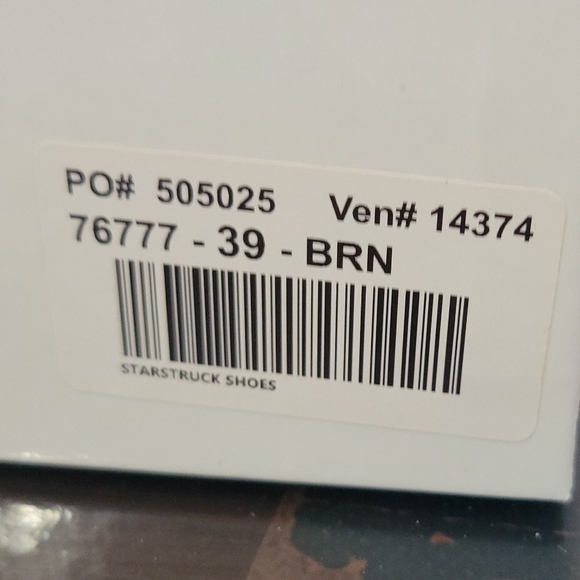 PO# 505025 Ven# 14374
76777 - 39 - BRN
STARSTRUCK SHOES